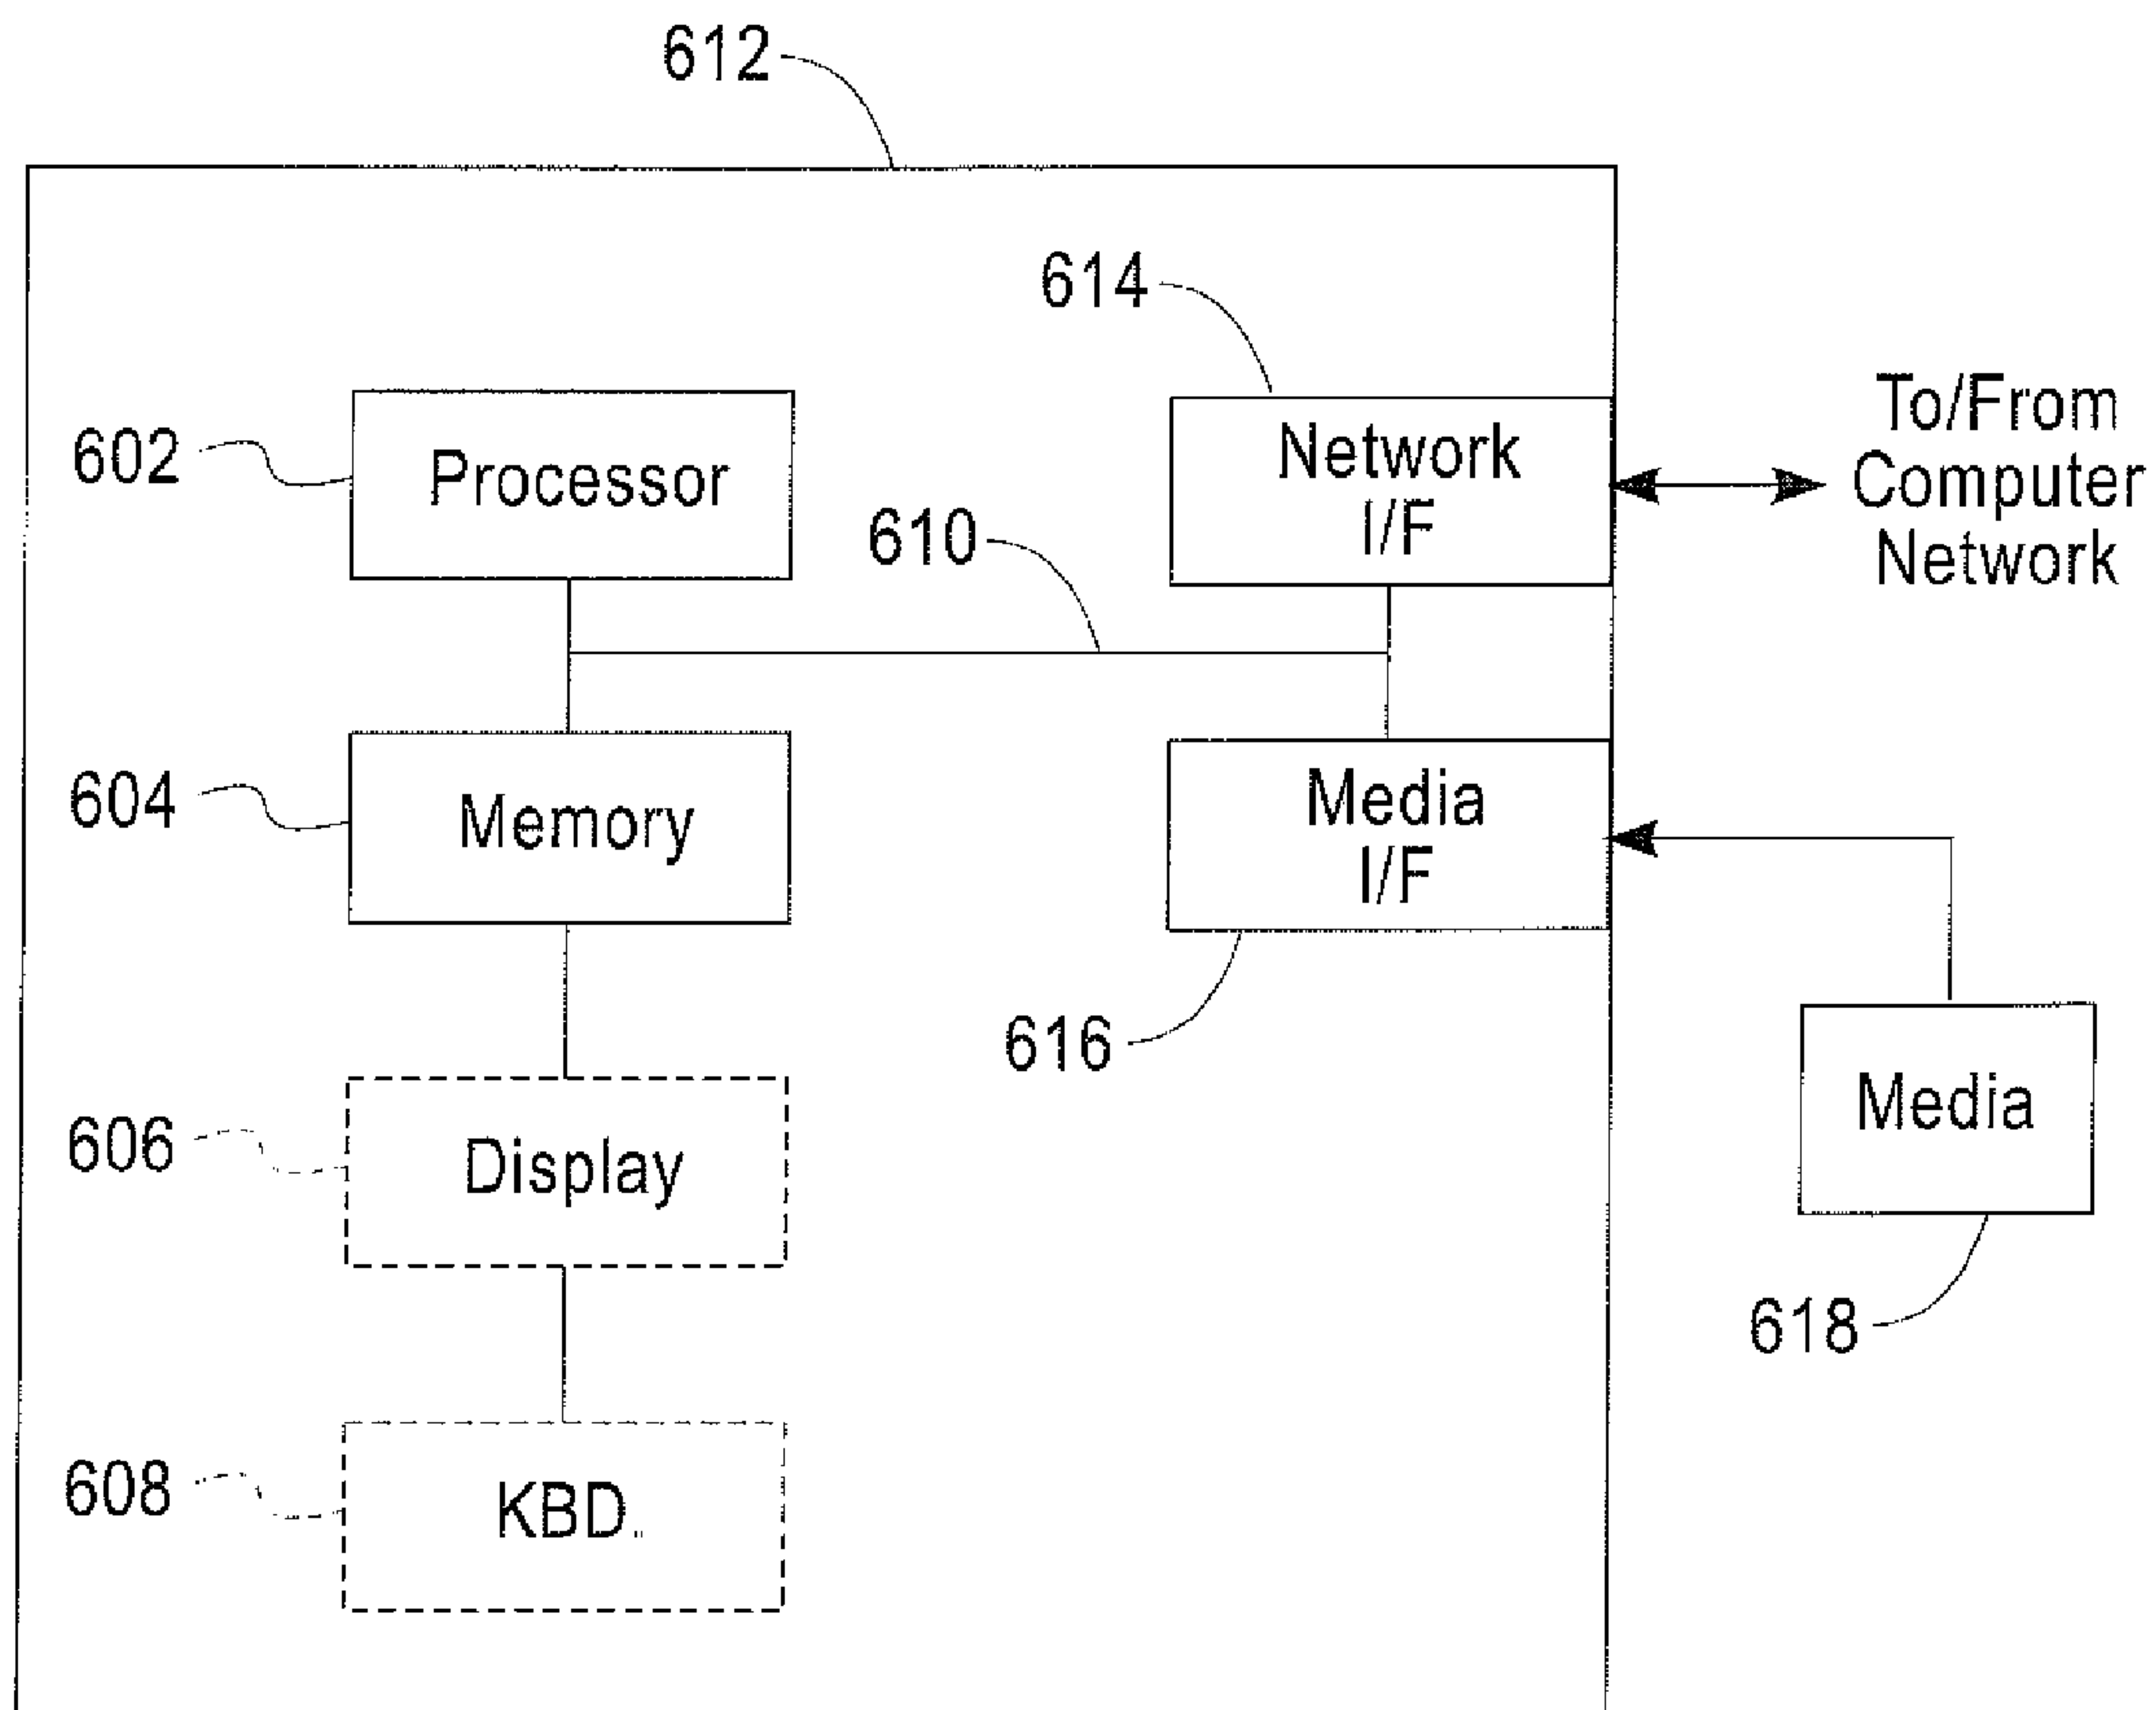 612
614
602
Processor
Network
I/F
To/From
Computer
Network
610
604
Memory
Media
I/F
616
606
Display
Media
618
608
KBD.